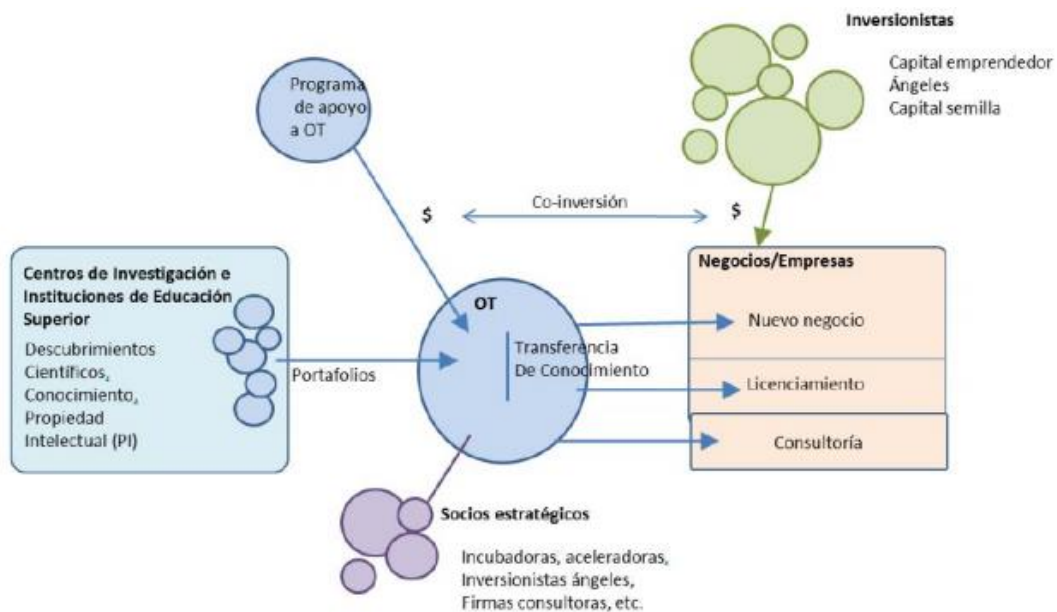 Inversionistas
Capital emprendedor
Ángeles
Capital semilla
Programa
de apoyo
a OT
$
Co-inversión
$
Centros de Investigación e
Instituciones de Educación
Superior
Descubrimientos
Científicos,
Conocimiento,
Propiedad
Intelectual (PI)
Portafolios
OT
Transferencia
De Conocimiento
Negocios/Empresas
Nuevo negocio
Licenciamiento
Consultoría
Socios estratégicos
Incubadoras, aceleradoras,
Inversionistas ángeles,
Firmas consultoras, etc.